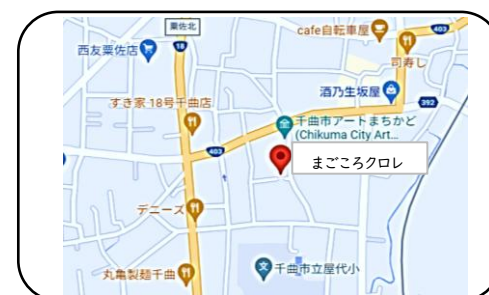 粟佐北
cafe自転車屋
403
西友粟佐店
18
司寿し
酒乃生坂屋
392
すき家 18号千曲店
千曲市アートまちかど
(Chikuma City Art...
403
まごころクロレ
デニーズ
丸亀製麺千曲
千曲市立屋代小
文